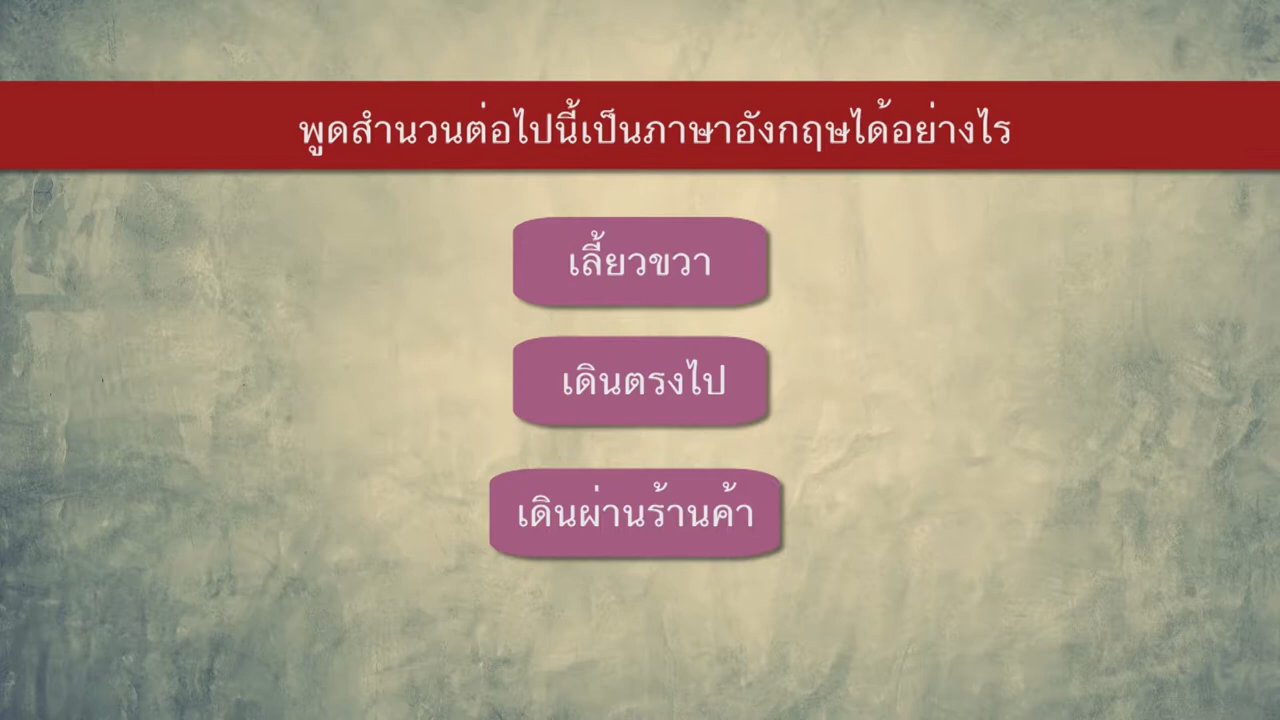 พูดสำนวนต่อไปนี้เป็นภาษาอังกฤษได้อย่างไร
เลี้ยวขวา
เดินตรงไป
เดินผ่านร้านค้า